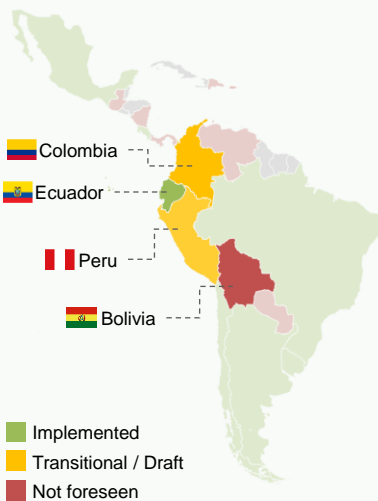 Colombia
Ecuador
Peru
Bolivia
Implemented
Transitional / Draft
Not foreseen